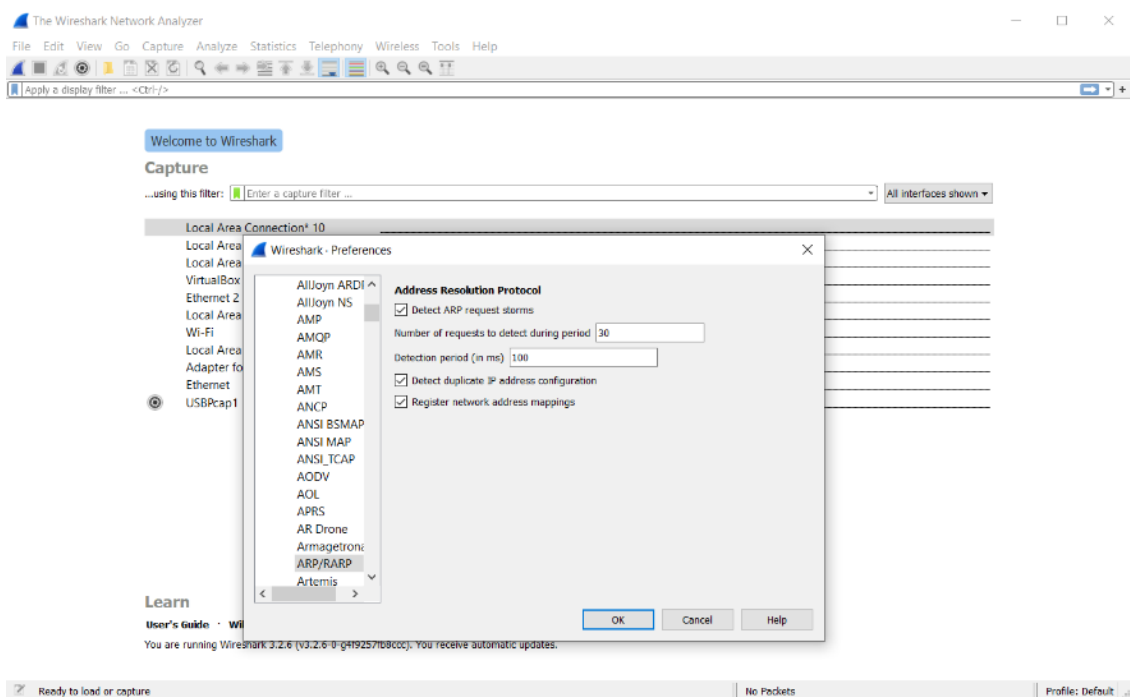 The Wireshark Network Analyzer
File Edit View Go Capture Analyze Statistics Telephony Wireless Tools Help
Apply a display filter ... <Ctrl-/>
Welcome to Wireshark
Capture
...using this filter: Enter a capture filter ... All interfaces shown
Local Area Connection* 10
Local Area
Local Area
VirtualBox
Ethernet 2
Local Area
Wi-Fi
Local Area
Adapter fo
Ethernet
USBPcap1
Wireshark · Preferences
AllJoyn ARD
AllJoyn NS
AMP
AMQP
AMR
AMS
AMT
ANCP
ANSI BSMAP
ANSI MAP
ANSI_TCAP
AODV
AOL
APRS
AR Drone
Armagetrona
ARP/RARP
Artemis
Address Resolution Protocol
Detect ARP request storms
Number of requests to detect during period 30
Detection period (in ms) 100
Detect duplicate IP address configuration
Register network address mappings
OK Cancel Help
Learn
User's Guide · Wi
You are running Wireshark 3.2.6 (v3.2.6-0-g4f9257fb8ccc). You receive automatic updates.
Ready to load or capture No Packets Profile: Default